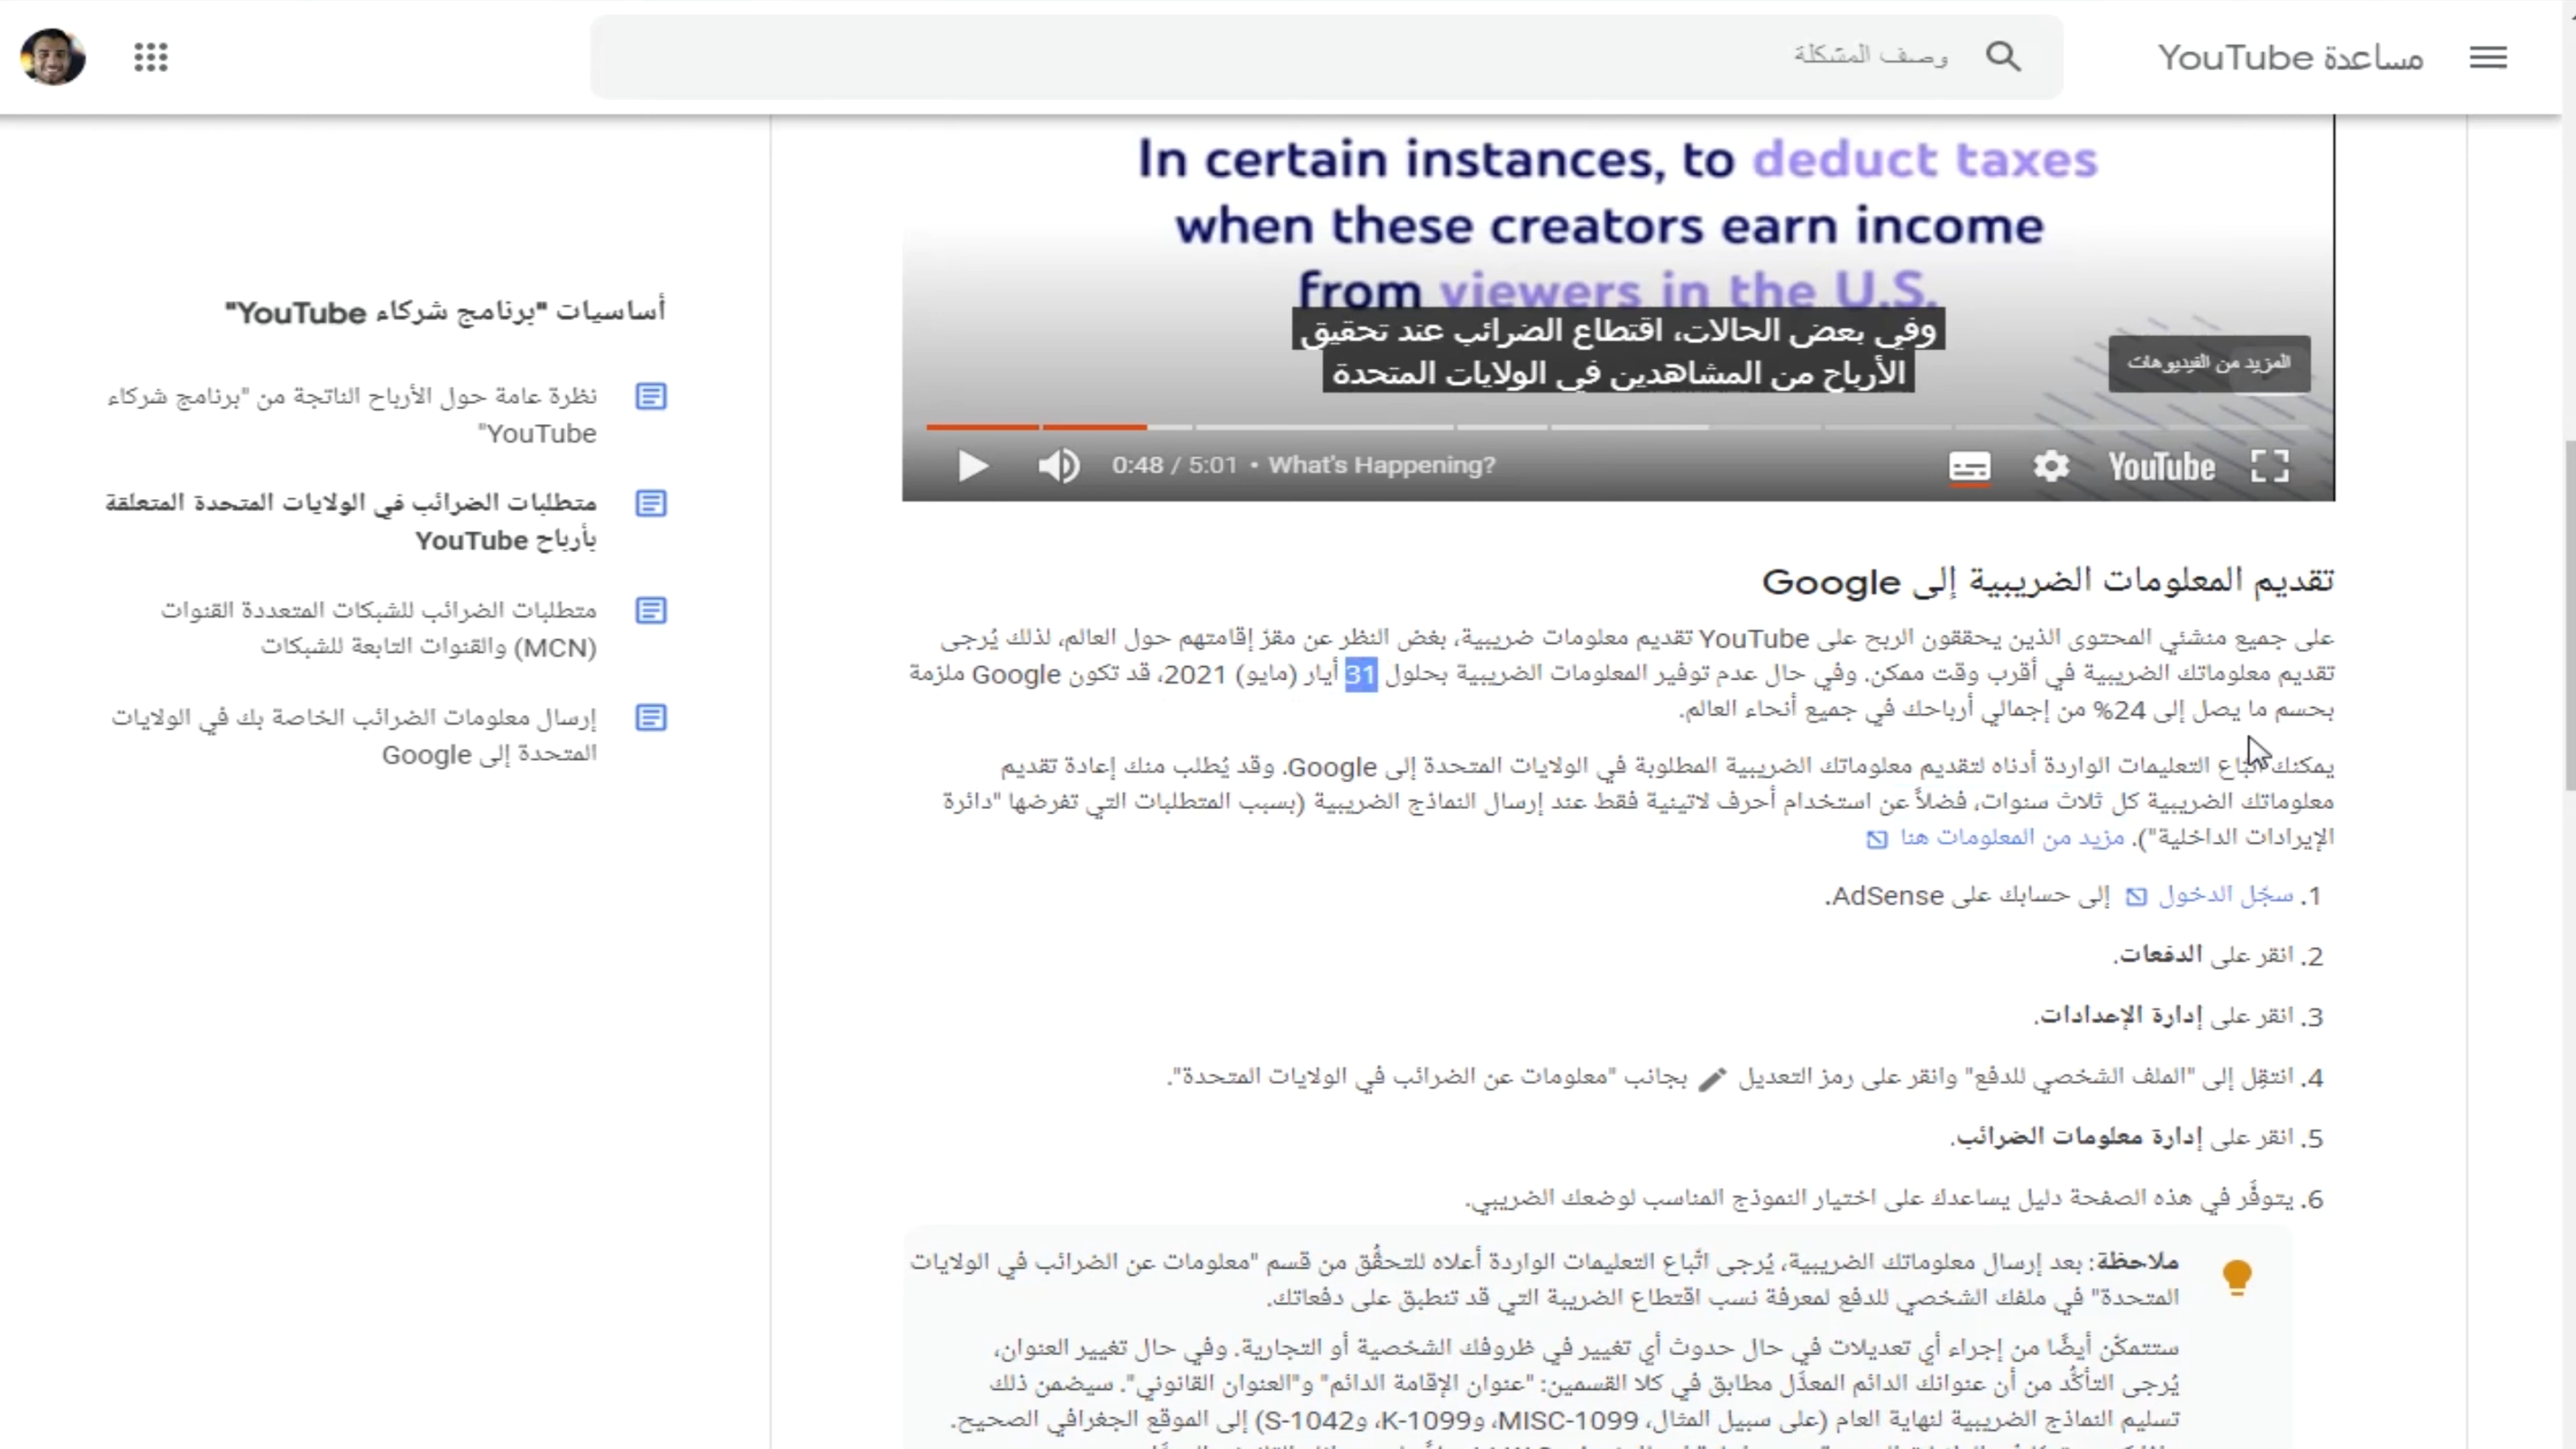 مساعدة YouTube
وصف المشكلة
In certain instances, to deduct taxes
when these creators earn income
from viewers in the U.S.
وفي بعض الحالات، اقتطاع الضرائب عند تحقيق
الأرباح من المشاهدين في الولايات المتحدة
المزيد من الفيديوهات
0:48 / 5:01 • What's Happening?
YouTube
تقديم المعلومات الضريبية إلى Google
على جميع منشئي المحتوى الذين يحققون الربح على YouTube تقديم معلومات ضريبية، بغض النظر عن مقرّ إقامتهم حول العالم، لذلك يُرجى
تقديم معلوماتك الضريبية في أقرب وقت ممكن. وفي حال عدم توفير المعلومات الضريبية بحلول 31 أيار (مايو) 2021، قد تكون Google ملزمة
بحسم ما يصل إلى 24% من إجمالي أرباحك في جميع أنحاء العالم.
يمكنك اتّباع التعليمات الواردة أدناه لتقديم معلوماتك الضريبية المطلوبة في الولايات المتحدة إلى Google. وقد يُطلب منك إعادة تقديم
معلوماتك الضريبية كل ثلاث سنوات، فضلاً عن استخدام أحرف لاتينية فقط عند إرسال النماذج الضريبية (بسبب المتطلبات التي تفرضها "دائرة
الإيرادات الداخلية"). مزيد من المعلومات هنا
1. سجّل الدخول إلى حسابك على AdSense.
2. انقر على الدفعات.
3. انقر على إدارة الإعدادات.
4. انتقِل إلى "الملف الشخصي للدفع" وانقر على رمز التعديل بجانب "معلومات عن الضرائب في الولايات المتحدة".
5. انقر على إدارة معلومات الضرائب.
6. يتوفّر في هذه الصفحة دليل يساعدك على اختيار النموذج المناسب لوضعك الضريبي.
ملاحظة: بعد إرسال معلوماتك الضريبية، يُرجى اتّباع التعليمات الواردة أعلاه للتحقُّق من قسم "معلومات عن الضرائب في الولايات
المتحدة" في ملفك الشخصي للدفع لمعرفة نسب اقتطاع الضريبة التي قد تنطبق على دفعاتك.
ستتمكّن أيضًا من إجراء أي تعديلات في حال حدوث أي تغيير في ظروفك الشخصية أو التجارية. وفي حال تغيير العنوان،
يُرجى التأكُّد من أن عنوانك الدائم المعدَّل مطابق في كلا القسمين: "عنوان الإقامة الدائم" و"العنوان القانوني". سيضمن ذلك
تسليم النماذج الضريبية لنهاية العام (على سبيل المثال، 1099-MISC، و1099-K، و1042-S) إلى الموقع الجغرافي الصحيح.
أساسيات "برنامج شركاء YouTube"
نظرة عامة حول الأرباح الناتجة من "برنامج شركاء
YouTube"
متطلبات الضرائب في الولايات المتحدة المتعلقة
بأرباح YouTube
متطلبات الضرائب للشبكات المتعددة القنوات
(MCN) والقنوات التابعة للشبكات
إرسال معلومات الضرائب الخاصة بك في الولايات
المتحدة إلى Google